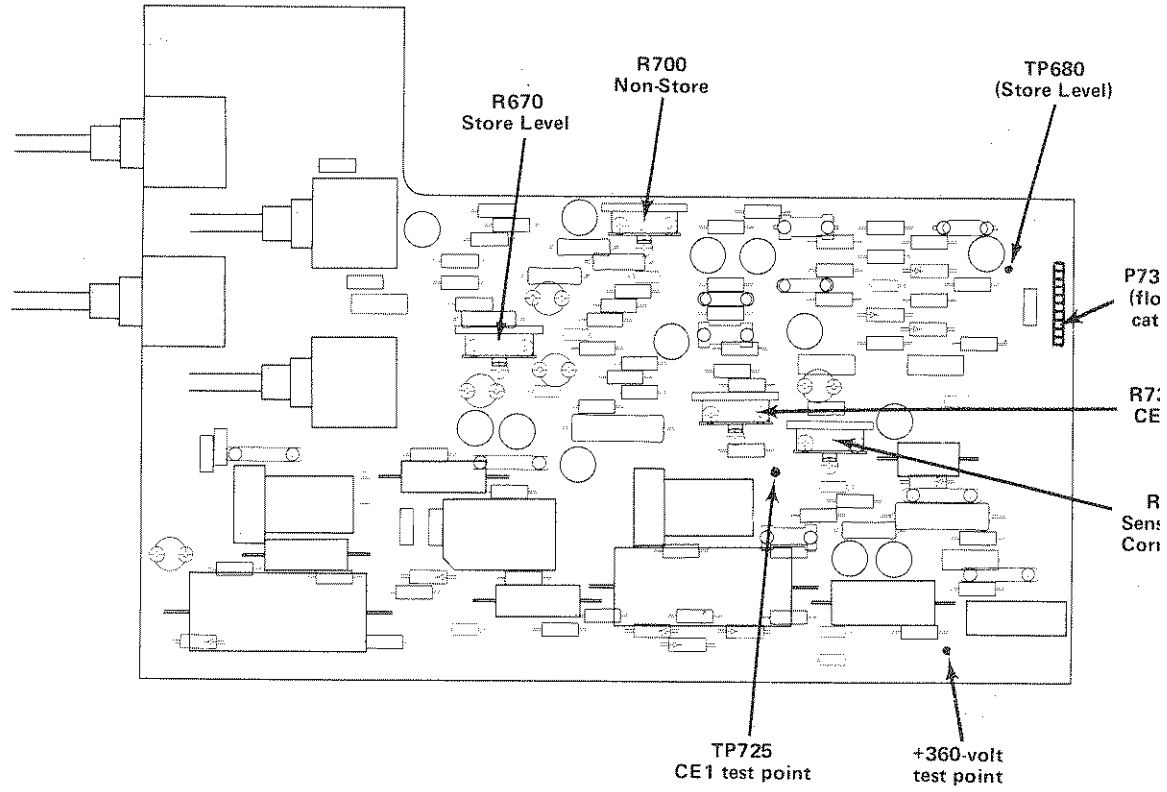 R700
Non-Store
TP680
(Store Level)
R670
Store Level
P73
(flo
cat
R73
CE
R
Sens
Corr
TP725
CE1 test point
+360-volt
test point